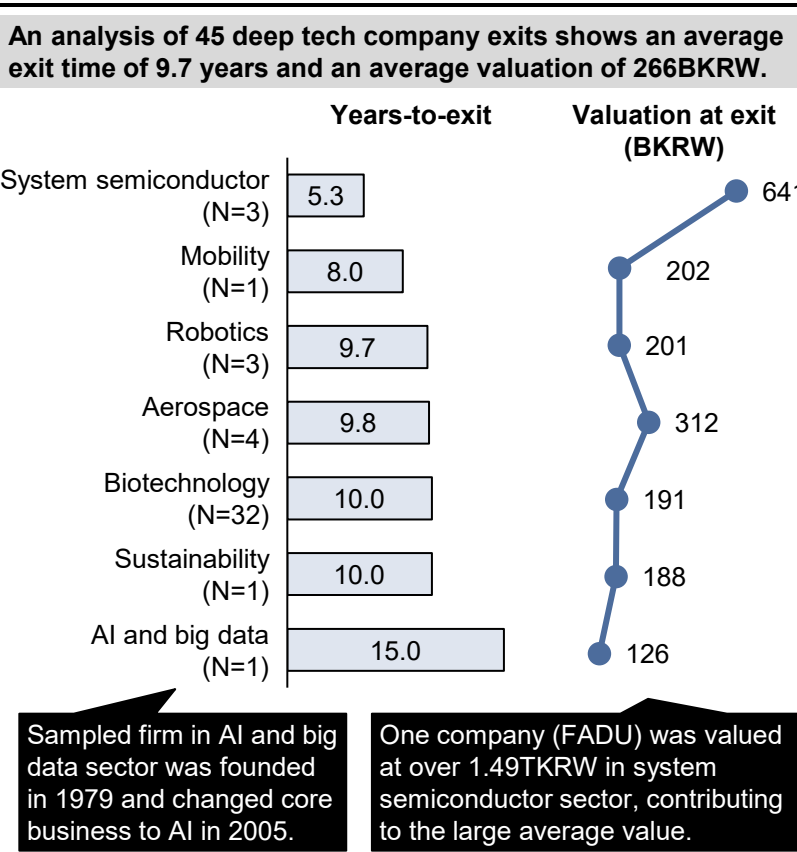 An analysis of 45 deep tech company exits shows an average
exit time of 9.7 years and an average valuation of 266BKRW.
Years-to-exit
Valuation at exit
(BKRW)
System semiconductor
(N=3)
5.3
641
Mobility
(N=1)
8.0
202
Robotics
(N=3)
9.7
201
Aerospace
(N=4)
9.8
312
Biotechnology
(N=32)
10.0
191
Sustainability
(N=1)
10.0
188
AI and big data
(N=1)
15.0
126
Sampled firm in AI and big
data sector was founded
in 1979 and changed core
business to AI in 2005.
One company (FADU) was valued
at over 1.49TKRW in system
semiconductor sector, contributing
to the large average value.